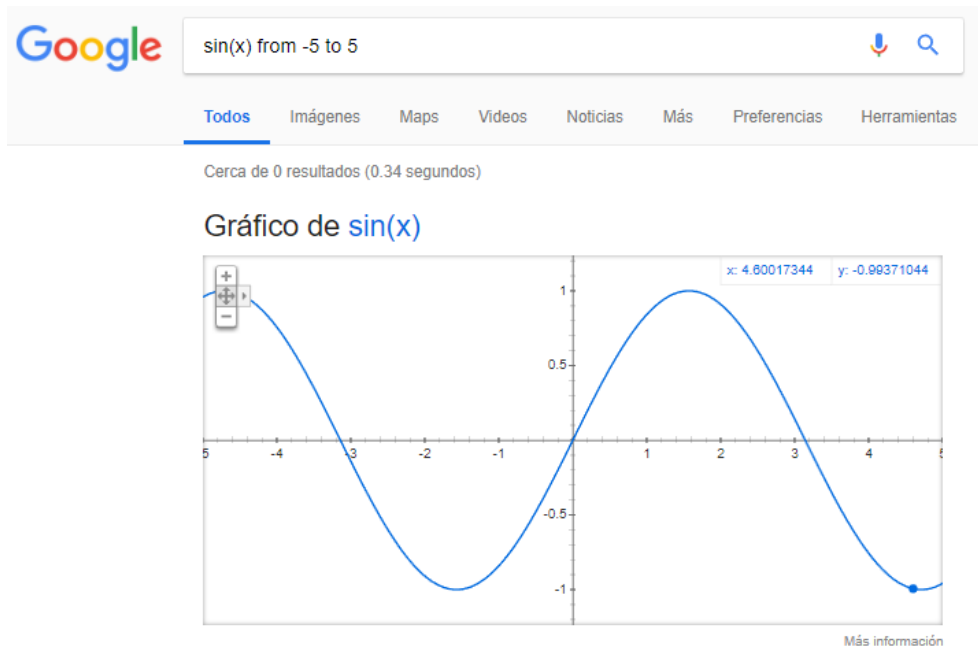 Google
sin(x) from -5 to 5
Todos Imágenes Maps Videos Noticias Más Preferencias Herramientas
Cerca de 0 resultados (0.34 segundos)
Gráfico de sin(x)
x: 4.60017344 y: -0.99371044
1
0.5
5 -4 -3 -2 -1 1 2 3 4
-0.5
-1
Más información